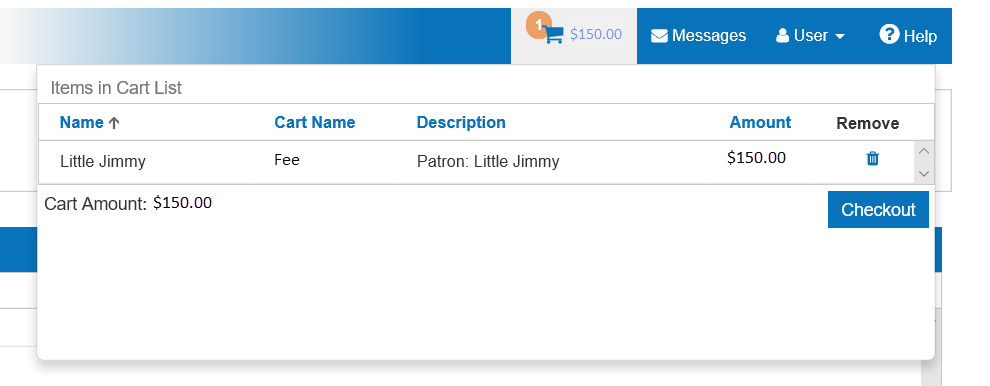 1 $150.00 Messages User Help
Items in Cart List
Name Cart Name Description Amount Remove
Little Jimmy Fee Patron: Little Jimmy $150.00
Cart Amount: $150.00 Checkout